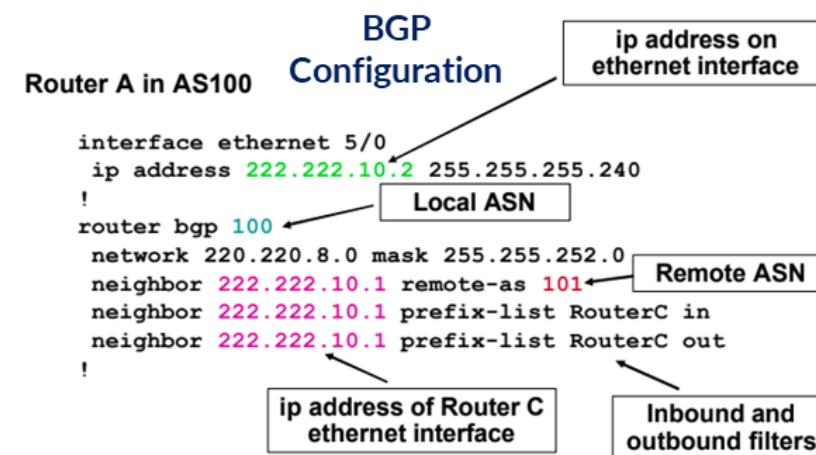 BGP
Configuration
ip address on
ethernet interface
Router A in AS100
interface ethernet 5/0
ip address 222.222.10.2 255.255.255.240
!
Local ASN
router bgp 100
network 220.220.8.0 mask 255.255.252.0
neighbor 222.222.10.1 remote-as 101
Remote ASN
neighbor 222.222.10.1 prefix-list RouterC in
neighbor 222.222.10.1 prefix-list RouterC out
!
ip address of Router C
ethernet interface
Inbound and
outbound filters